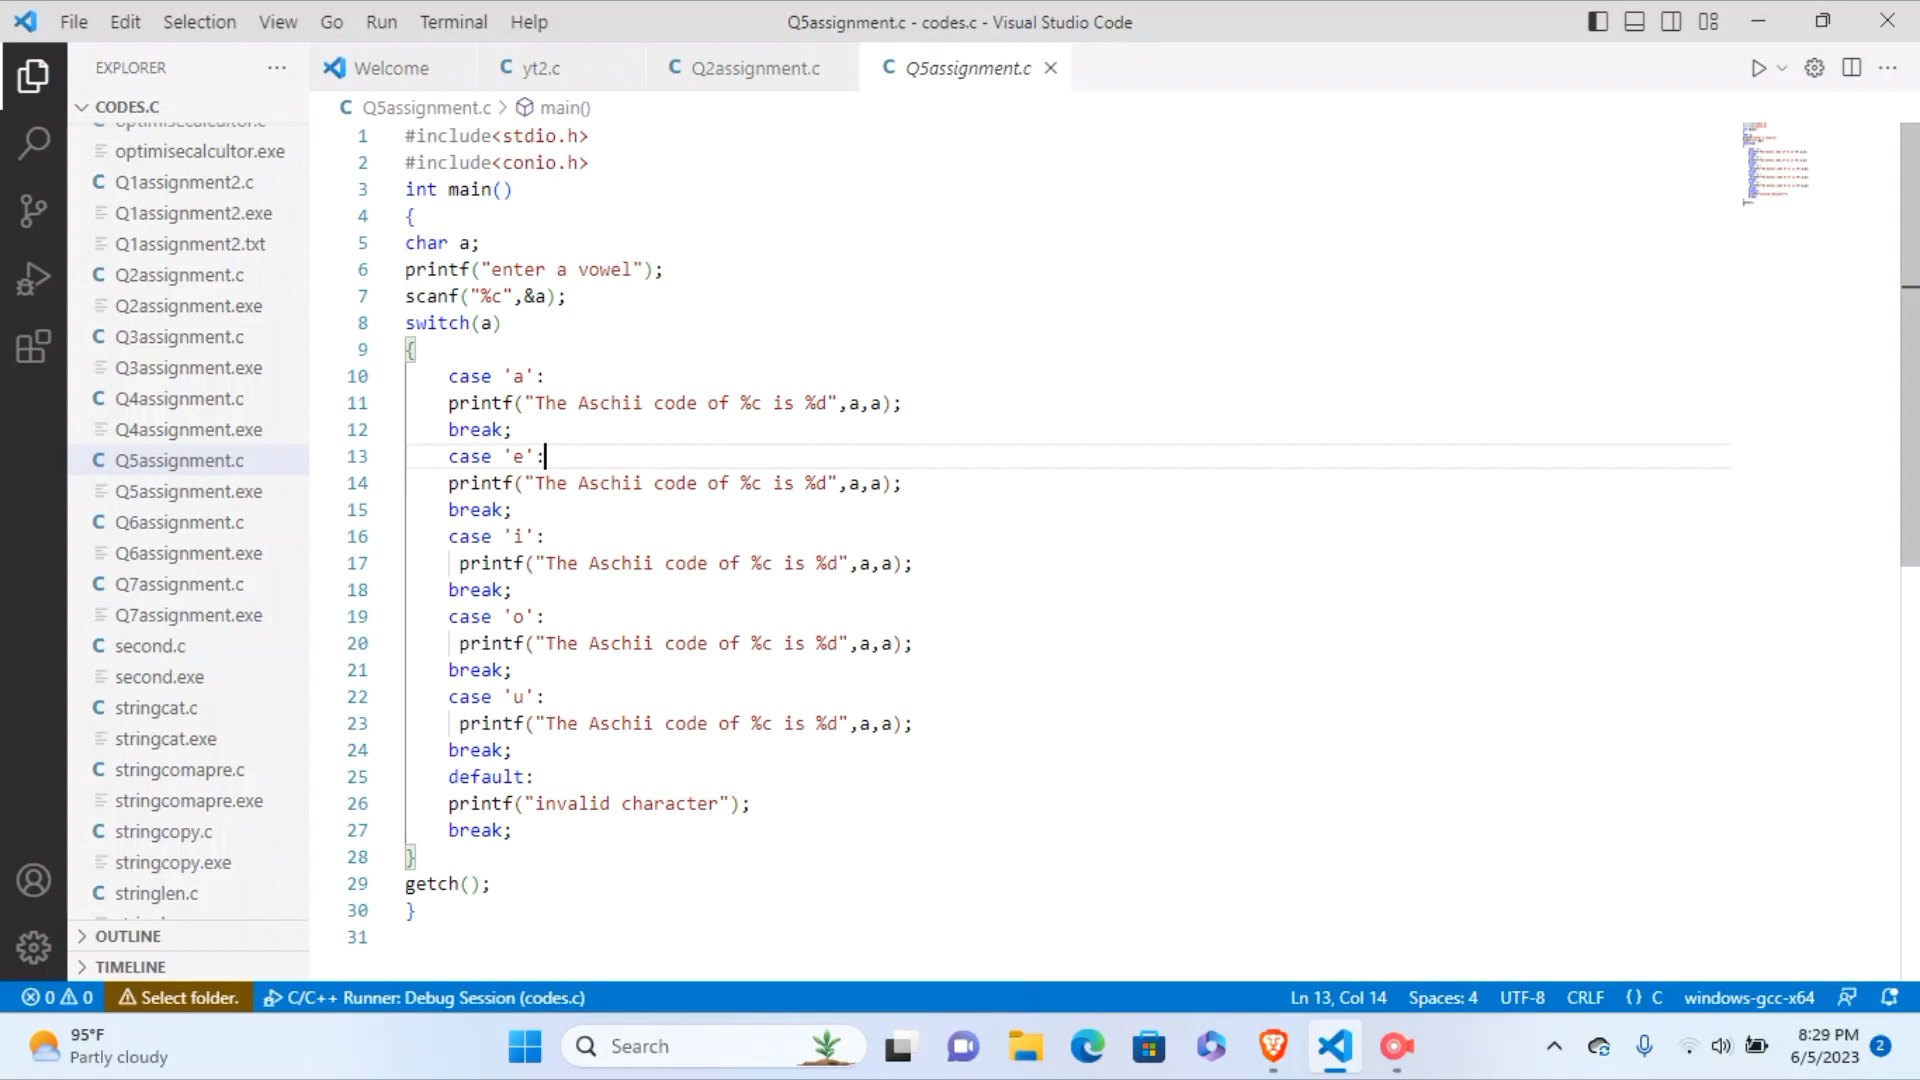 File Edit Selection View Go Run Terminal Help
Q5assignment.c - codes.c - Visual Studio Code
EXPLORER
Welcome
C yt2.c
C Q2assignment.c
C Q5assignment.c
CODES.C
optimisecalcultor.c
optimisecalcultor.exe
C Q1assignment2.c
Q1assignment2.exe
Q1assignment2.txt
C Q2assignment.c
Q2assignment.exe
C Q3assignment.c
Q3assignment.exe
C Q4assignment.c
Q4assignment.exe
C Q5assignment.c
Q5assignment.exe
C Q6assignment.c
Q6assignment.exe
C Q7assignment.c
Q7assignment.exe
C second.c
second.exe
C stringcat.c
stringcat.exe
C stringcomapre.c
stringcomapre.exe
C stringcopy.c
stringcopy.exe
C stringlen.c
OUTLINE
TIMELINE
C Q5assignment.c > main()
1 #include<stdio.h>
2 #include<conio.h>
3 int main()
4 {
5 char a;
6 printf("enter a vowel");
7 scanf("%c",&a);
8 switch(a)
9 {
10 case 'a':
11 printf("The Aschii code of %c is %d",a,a);
12 break;
13 case 'e':
14 printf("The Aschii code of %c is %d",a,a);
15 break;
16 case 'i':
17 printf("The Aschii code of %c is %d",a,a);
18 break;
19 case 'o':
20 printf("The Aschii code of %c is %d",a,a);
21 break;
22 case 'u':
23 printf("The Aschii code of %c is %d",a,a);
24 break;
25 default:
26 printf("invalid character");
27 break;
28 }
29 getch();
30 }
31
0 0 Select folder. C/C++ Runner: Debug Session (codes.c)
Ln 13, Col 14 Spaces: 4 UTF-8 CRLF {} C windows-gcc-x64
95°F
Partly cloudy
Search
8:29 PM
6/5/2023
2